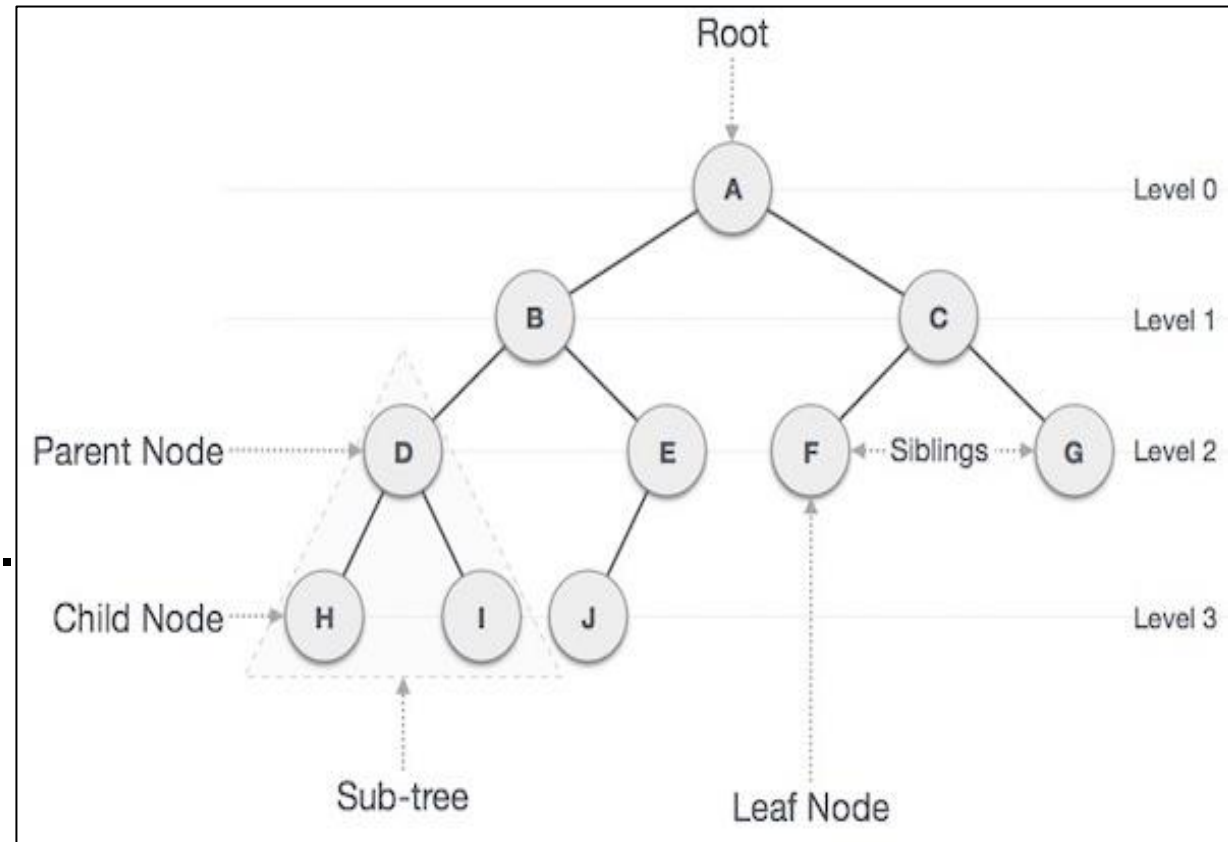 Root
A
Level 0
B
C
Level 1
Parent Node
D
E
F
Siblings
G
Level 2
Child Node
H
I
J
Level 3
Sub-tree
Leaf Node